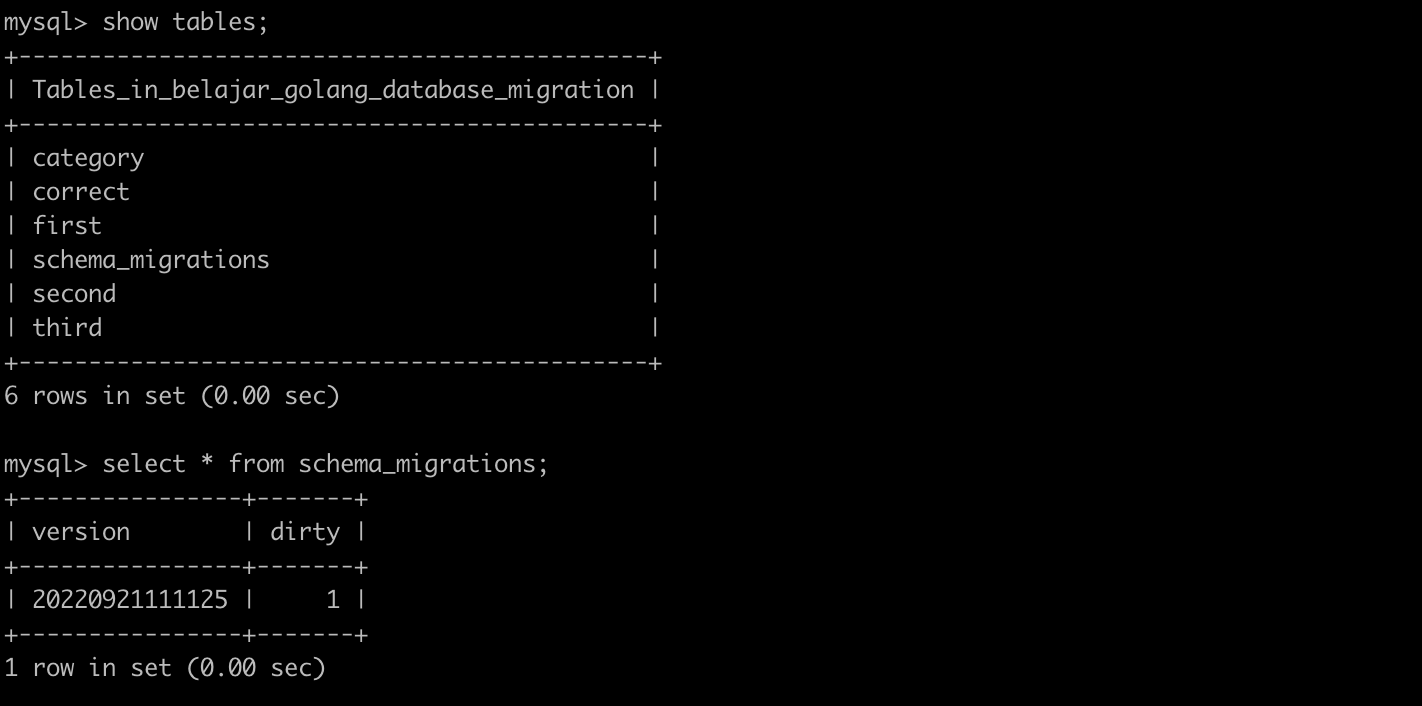 mysql> show tables;
+---------------------------------------------+
| Tables_in_belajar_golang_database_migration |
+---------------------------------------------+
| category                                    |
| correct                                     |
| first                                       |
| schema_migrations                           |
| second                                      |
| third                                       |
+---------------------------------------------+
6 rows in set (0.00 sec)

mysql> select * from schema_migrations;
+----------------+-------+
| version        | dirty |
+----------------+-------+
| 20220921111125 |     1 |
+----------------+-------+
1 row in set (0.00 sec)